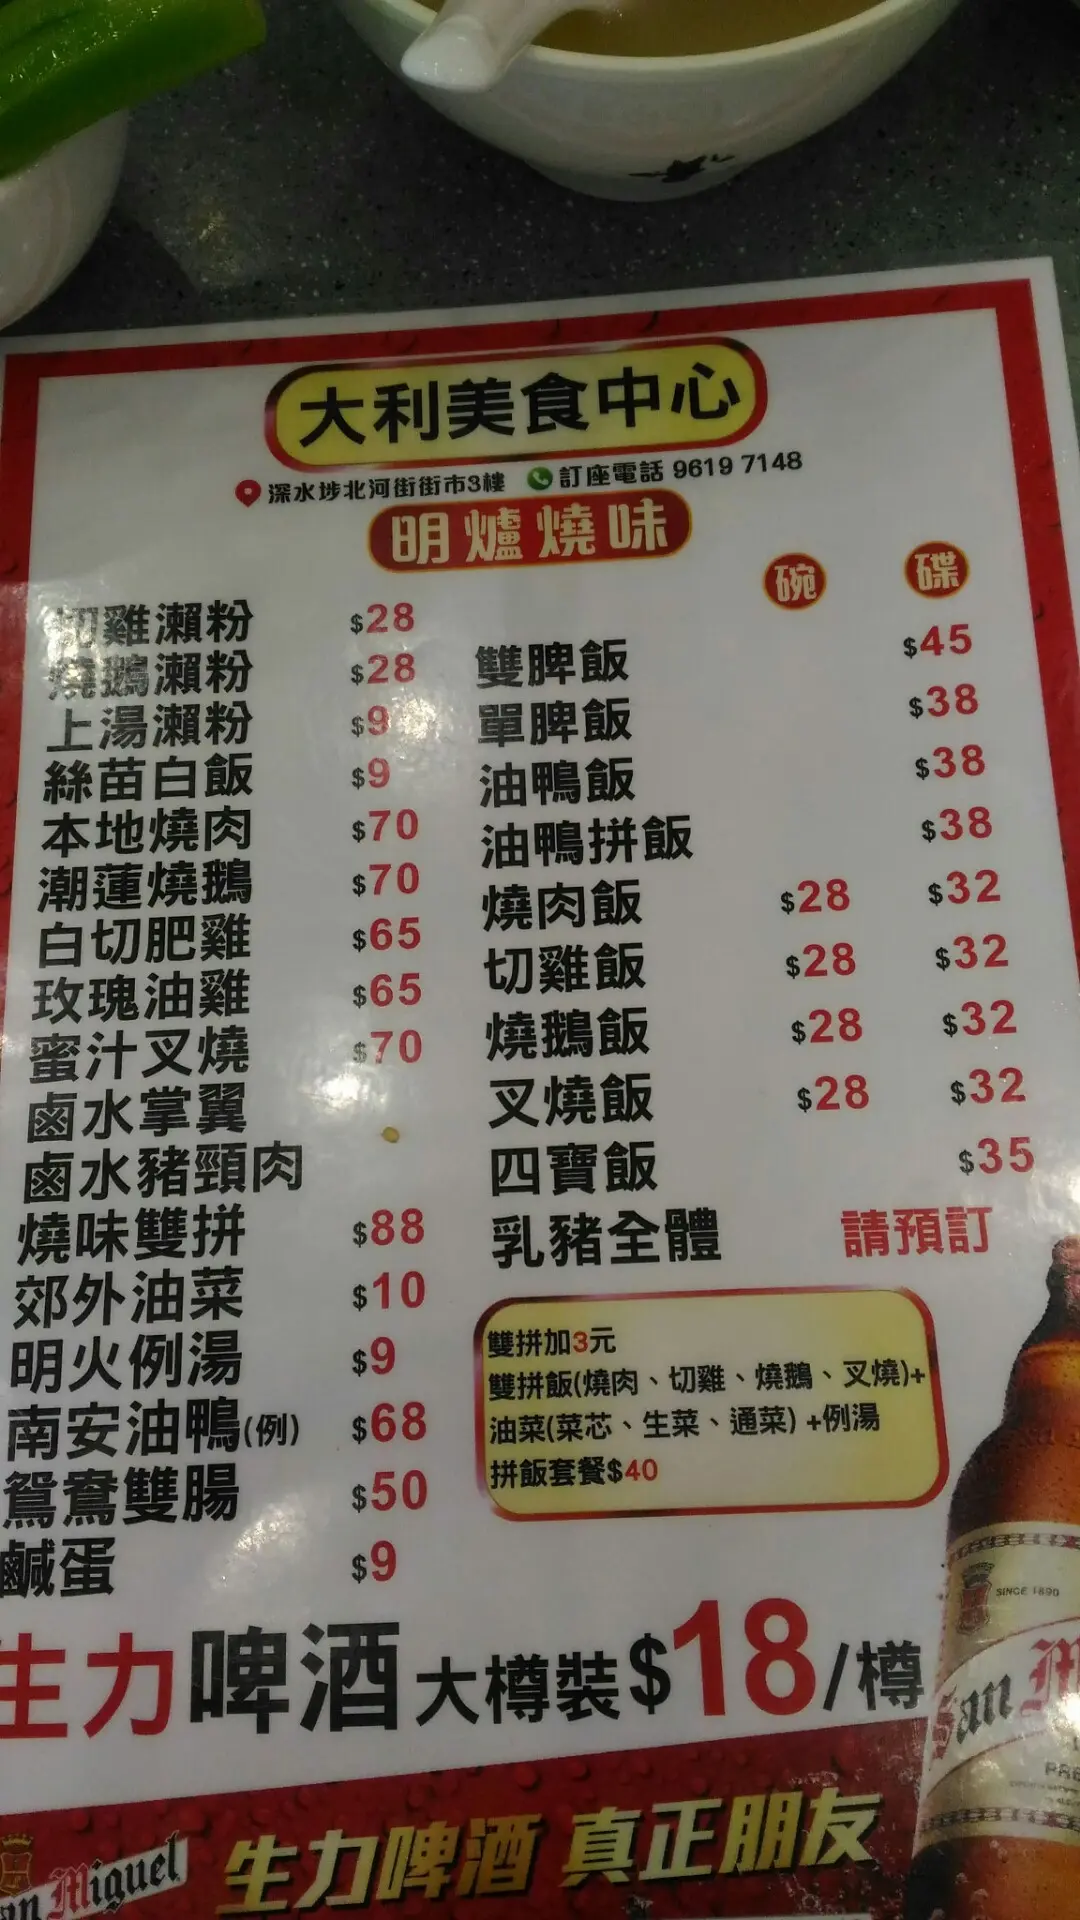 大利美食中心
深水埗北河街街市3樓 訂座電話 9619 7148
明爐燒味
碗 碟
切雞瀨粉 $28
燒鵝瀨粉 $28
上湯瀨粉 $9
絲苗白飯 $9
本地燒肉 $70
潮蓮燒鵝 $70
白切肥雞 $65
玫瑰油雞 $65
蜜汁叉燒 $70
鹵水掌翼
鹵水豬頸肉
燒味雙拼 $88
郊外油菜 $10
明火例湯 $9
南安油鴨(例) $68
鴛鴦雙腸 $50
鹹蛋 $9
雙脾飯 $45
單脾飯 $38
油鴨飯 $38
油鴨拼飯 $38
燒肉飯 $28 $32
切雞飯 $28 $32
燒鵝飯 $28 $32
叉燒飯 $28 $32
四寶飯 $35
乳豬全體 請預訂
雙拼加3元
雙拼飯(燒肉、切雞、燒鵝、叉燒)+
油菜(菜芯、生菜、通菜) +例湯
拼飯套餐$40
生力啤酒 大樽裝 $18/樽
SINCE 1890
San
San Miguel 生力啤酒 真正朋友